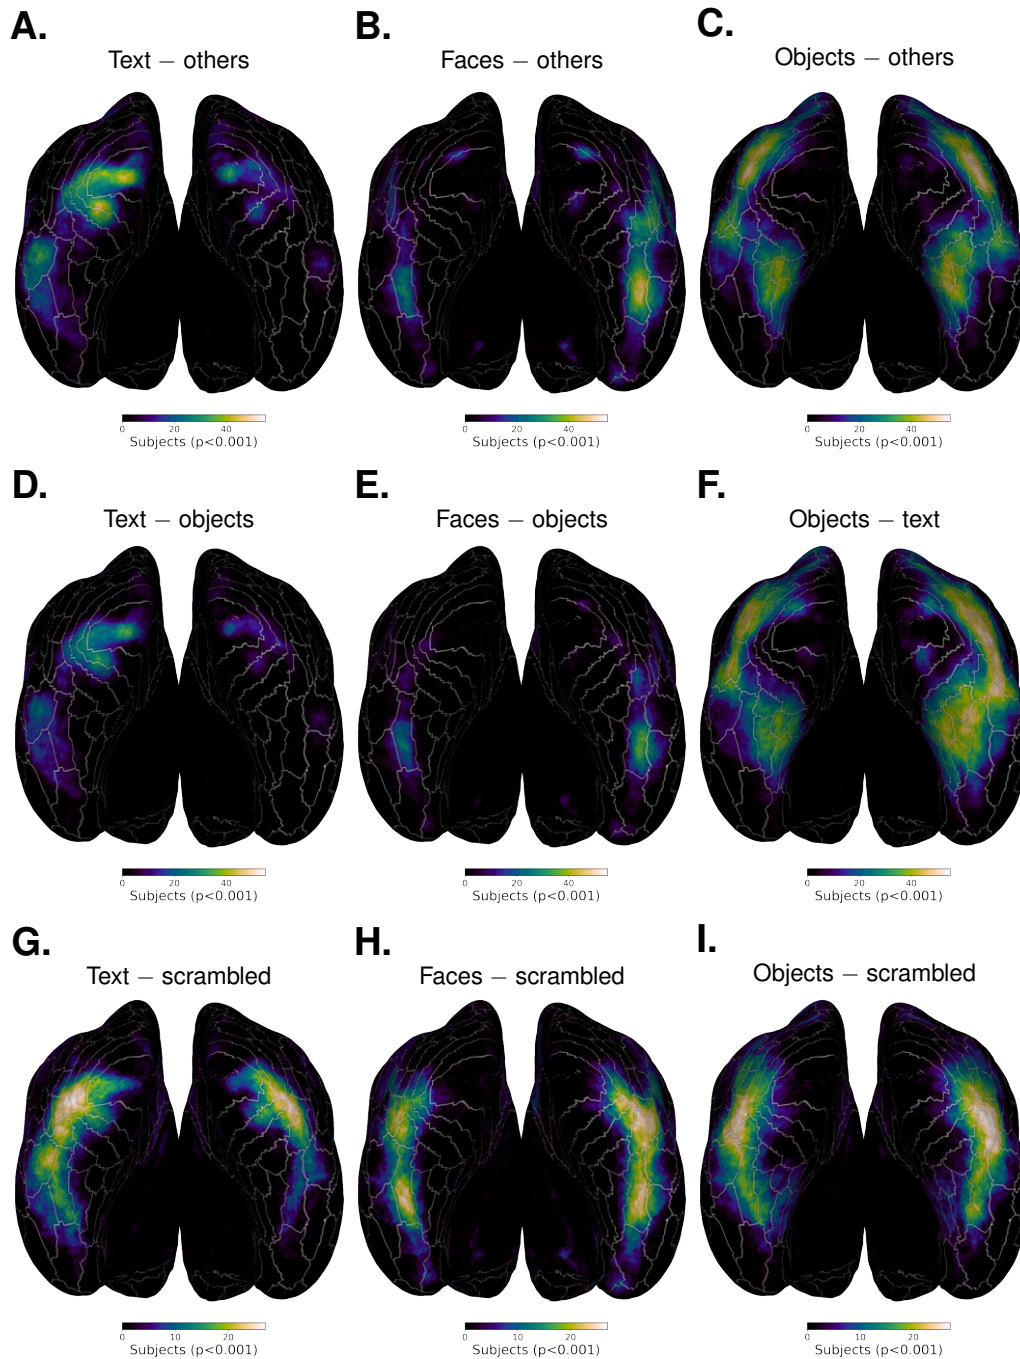 A.
B.
C.
Text − others
Faces − others
Objects − others
0 20 40
Subjects (p<0.001)
0 20 40
Subjects (p<0.001)
0 20 40
Subjects (p<0.001)
D.
E.
F.
Text − objects
Faces − objects
Objects − text
0 20 40
Subjects (p<0.001)
0 20 40
Subjects (p<0.001)
0 20 40
Subjects (p<0.001)
G.
H.
I.
Text − scrambled
Faces − scrambled
Objects − scrambled
0 10 20
Subjects (p<0.001)
0 10 20
Subjects (p<0.001)
0 10 20
Subjects (p<0.001)